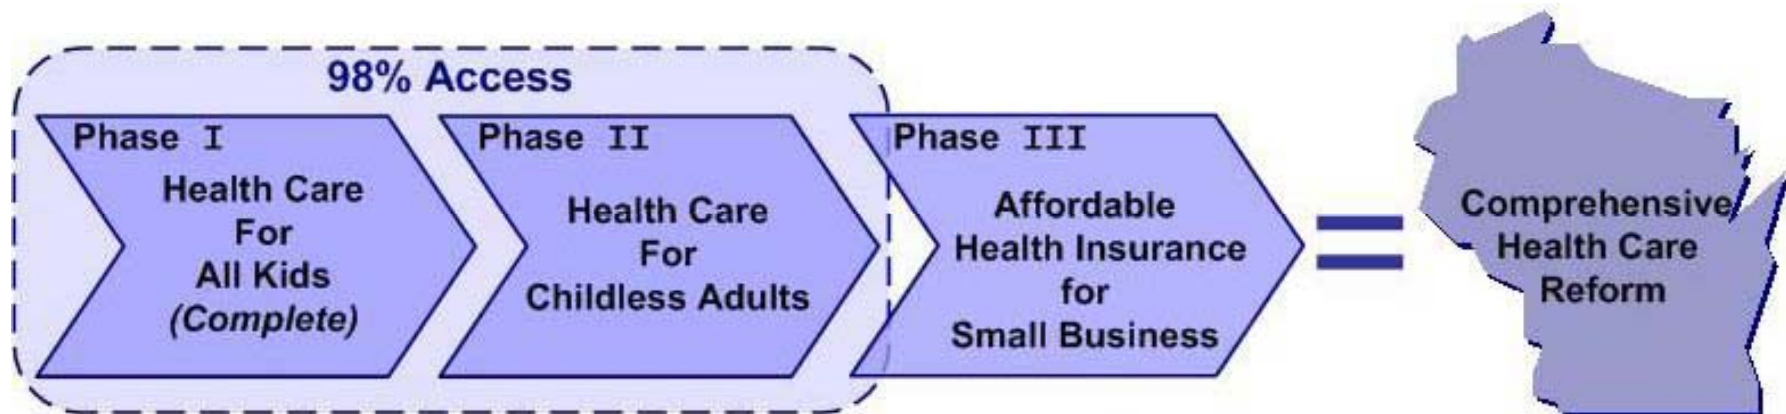 98% Access
Phase I
Health Care
For
All Kids
(Complete)
Phase II
Health Care
For
Childless Adults
Phase III
Affordable
Health Insurance
for
Small Business
=
Comprehensive
Health Care
Reform